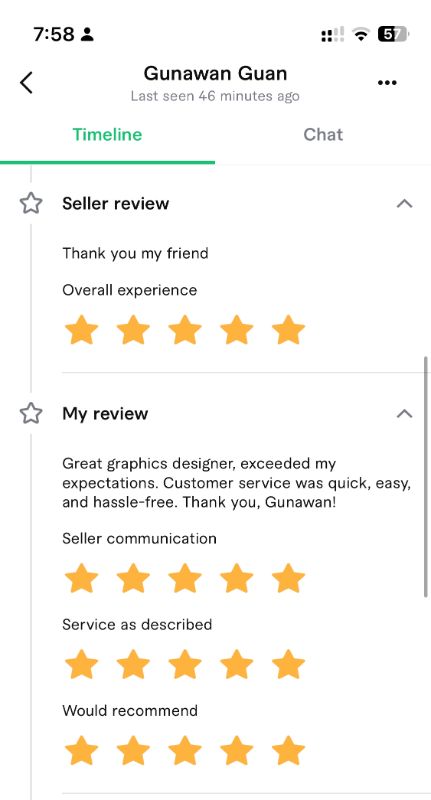 7:58
57
Gunawan Guan
Last seen 46 minutes ago
Timeline
Chat
Seller review
Thank you my friend
Overall experience
My review
Great graphics designer, exceeded my
expectations. Customer service was quick, easy,
and hassle-free. Thank you, Gunawan!
Seller communication
Service as described
Would recommend